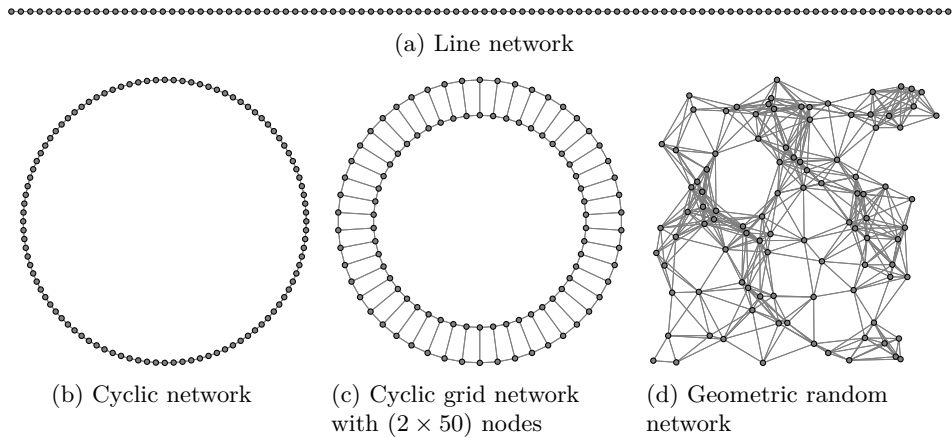 (a) Line network
(b) Cyclic network
(c) Cyclic grid network
with (2 × 50) nodes
(d) Geometric random
network